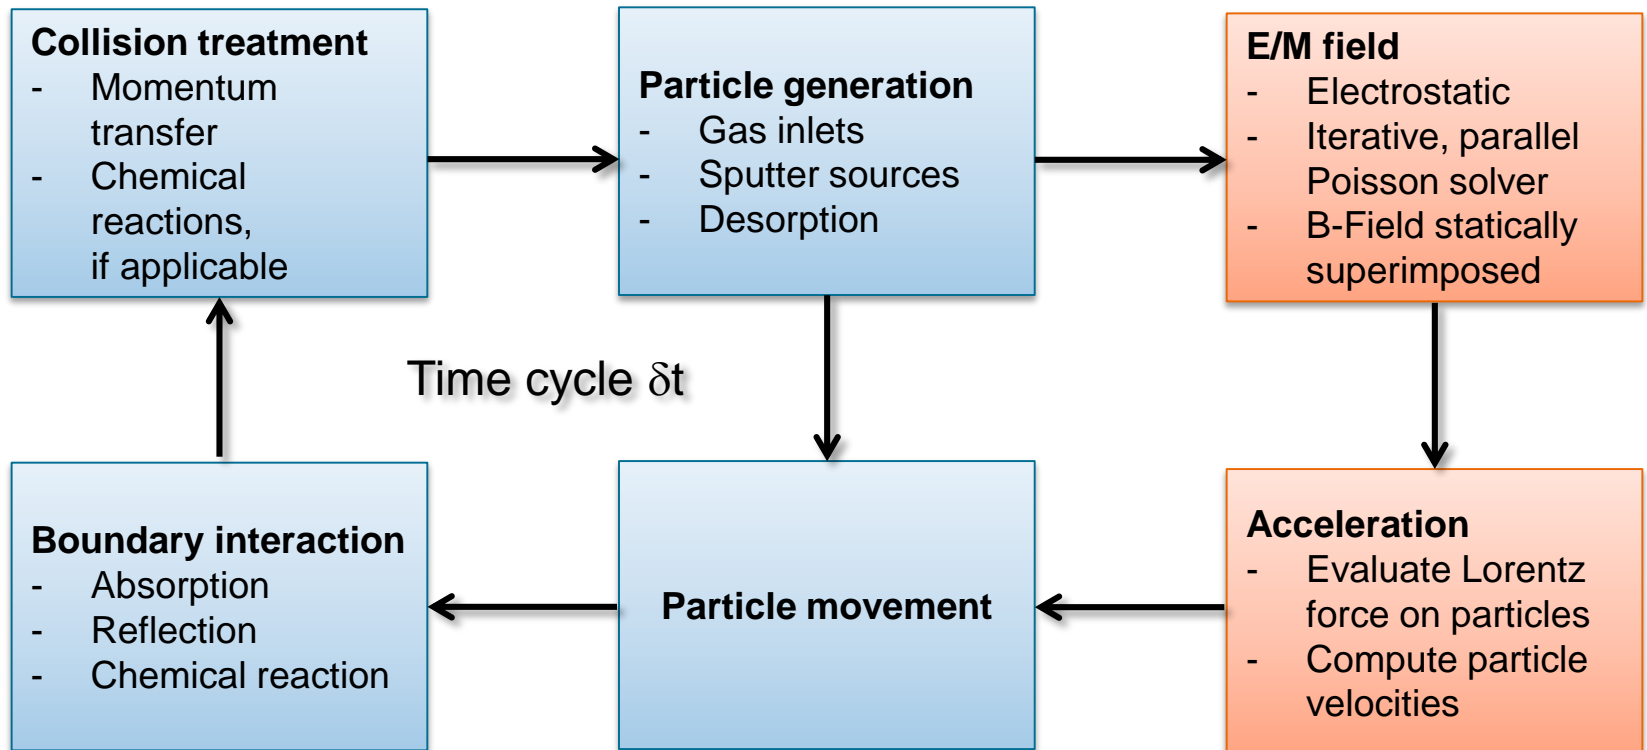 Collision treatment
- Momentum
transfer
- Chemical
reactions,
if applicable
Particle generation
- Gas inlets
- Sputter sources
- Desorption
E/M field
- Electrostatic
- Iterative, parallel
Poisson solver
- B-Field statically
superimposed
Time cycle δt
Boundary interaction
- Absorption
- Reflection
- Chemical reaction
Particle movement
Acceleration
- Evaluate Lorentz
force on particles
- Compute particle
velocities